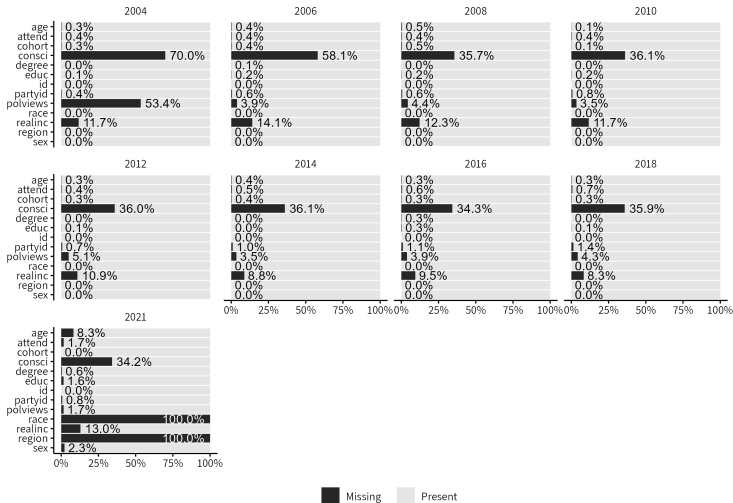 2004 2006 2008 2010
age 0.3% 0.4% 0.5% 0.1%
attend 0.4% 0.4% 0.4% 0.4%
cohort 0.3% 0.4% 0.5% 0.1%
consci 70.0% 58.1% 35.7% 36.1%
degree 0.0% 0.1% 0.0% 0.0%
educ 0.1% 0.2% 0.2% 0.2%
id 0.0% 0.0% 0.0% 0.0%
partyid 0.4% 0.6% 0.6% 0.8%
polviews 53.4% 3.9% 4.4% 3.5%
race 0.0% 0.0% 0.0% 0.0%
realinc 11.7% 14.1% 12.3% 11.7%
region 0.0% 0.0% 0.0% 0.0%
sex 0.0% 0.0% 0.0% 0.0%
2012 2014 2016 2018
age 0.3% 0.4% 0.3% 0.3%
attend 0.4% 0.5% 0.6% 0.7%
cohort 0.3% 0.4% 0.3% 0.3%
consci 36.0% 36.1% 34.3% 35.9%
degree 0.0% 0.0% 0.3% 0.0%
educ 0.1% 0.0% 0.3% 0.1%
id 0.0% 0.0% 0.0% 0.0%
partyid 0.7% 1.0% 1.1% 1.4%
polviews 5.1% 3.5% 3.9% 4.3%
race 0.0% 0.0% 0.0% 0.0%
realinc 10.9% 8.8% 9.5% 8.3%
region 0.0% 0.0% 0.0% 0.0%
sex 0.0% 0.0% 0.0% 0.0%
0% 25% 50% 75% 100% 0% 25% 50% 75% 100% 0% 25% 50% 75% 100%
2021
age 8.3%
attend 1.7%
cohort 0.0%
consci 34.2%
degree 0.6%
educ 1.6%
id 0.0%
partyid 0.8%
polviews 1.7%
race 100.0%
realinc 13.0%
region 100.0%
sex 2.3%
0% 25% 50% 75% 100%
Missing Present